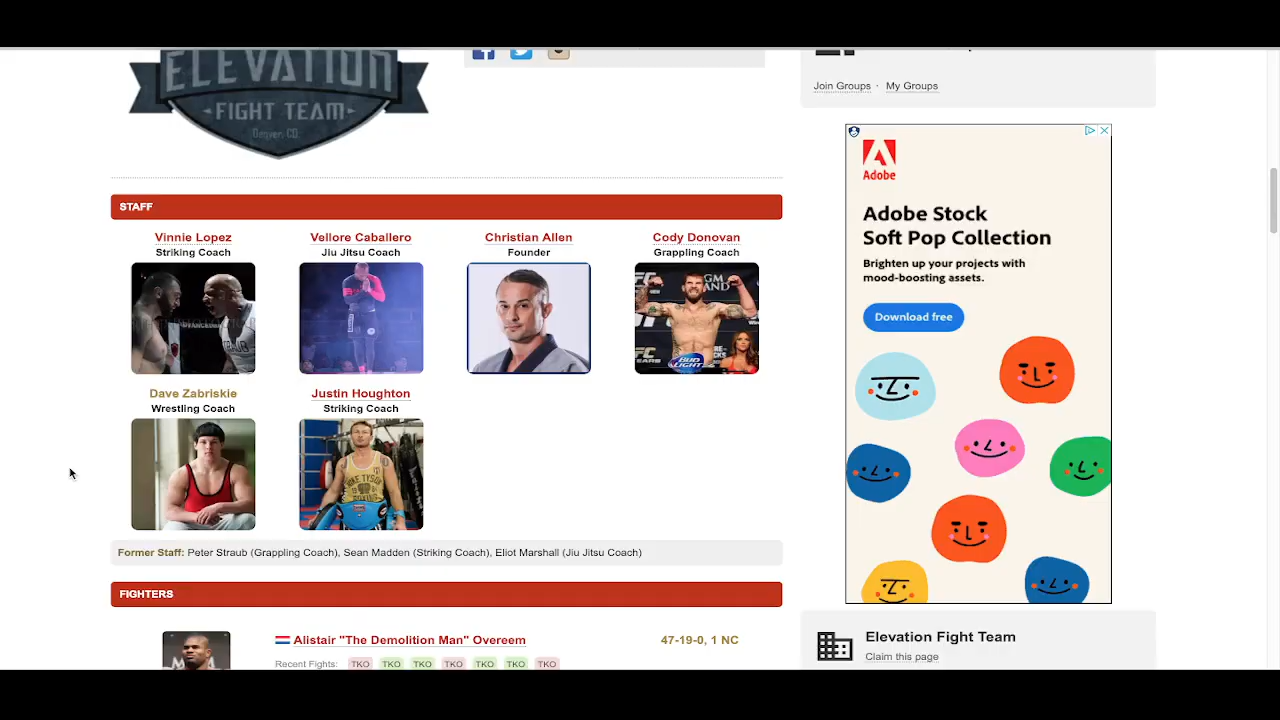 ELEVATION
FIGHT TEAM
Denver, CO.
Join Groups · My Groups
STAFF
Vinnie Lopez
Striking Coach
Vellore Caballero
Jiu Jitsu Coach
Christian Allen
Founder
Cody Donovan
Grappling Coach
Dave Zabriskie
Wrestling Coach
Justin Houghton
Striking Coach
Former Staff: Peter Straub (Grappling Coach), Sean Madden (Striking Coach), Eliot Marshall (Jiu Jitsu Coach)
FIGHTERS
Alistair "The Demolition Man" Overeem
47-19-0, 1 NC
Recent Fights: TKO TKO TKO TKO TKO TKO TKO
Adobe
Adobe Stock
Soft Pop Collection
Brighten up your projects with
mood-boosting assets.
Download free
Elevation Fight Team
Claim this page
BUD
LIGHT